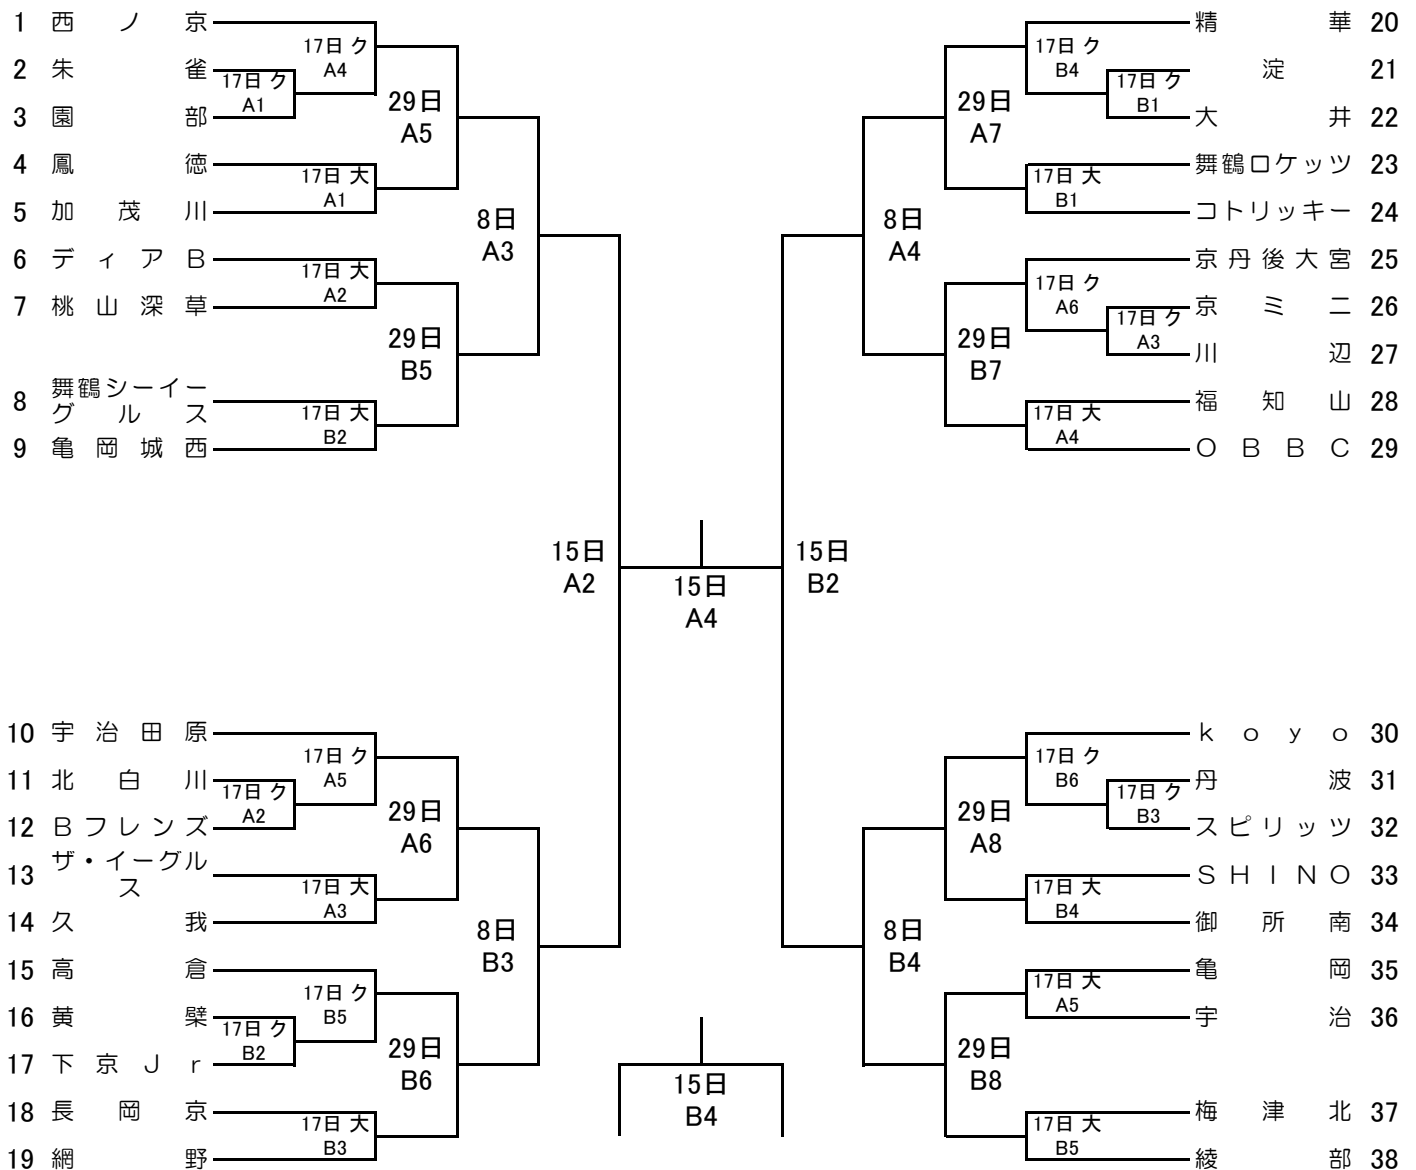 1 西ノ京
17日 ク
A4
2 朱雀
17日 ク
A1
3 園部
29日
A5
4 鳳徳
17日 大
A1
5 加茂川
8日
A3
6 ディアB
17日 大
A2
7 桃山深草
29日
B5
8 舞鶴シーイー
グルス
17日 大
B2
9 亀岡城西
精華 20
17日 ク
B4
淀 21
17日 ク
B1
大井 22
29日
A7
舞鶴ロケッツ 23
17日 大
B1
コトリッキー 24
8日
A4
京丹後大宮 25
17日 ク
A6
京ミニ 26
17日 ク
A3
川辺 27
29日
B7
福知山 28
17日 大
A4
OBBC 29
15日
A2
15日
A4
15日
B2
10 宇治田原
17日 ク
A5
11 北白川
17日 ク
A2
12 Bフレンズ
29日
A6
13 ザ・イーグル
ス
17日 大
A3
14 久我
8日
B3
15 高倉
17日 ク
B5
16 黄檗
17日 ク
B2
17 下京Jr
29日
B6
18 長岡京
17日 大
B3
19 網野
15日
B4
koyo 30
17日 ク
B6
丹波 31
17日 ク
B3
スピリッツ 32
29日
A8
SHINO 33
17日 大
B4
御所南 34
8日
B4
亀岡 35
17日 大
A5
宇治 36
29日
B8
梅津北 37
17日 大
B5
綾部 38